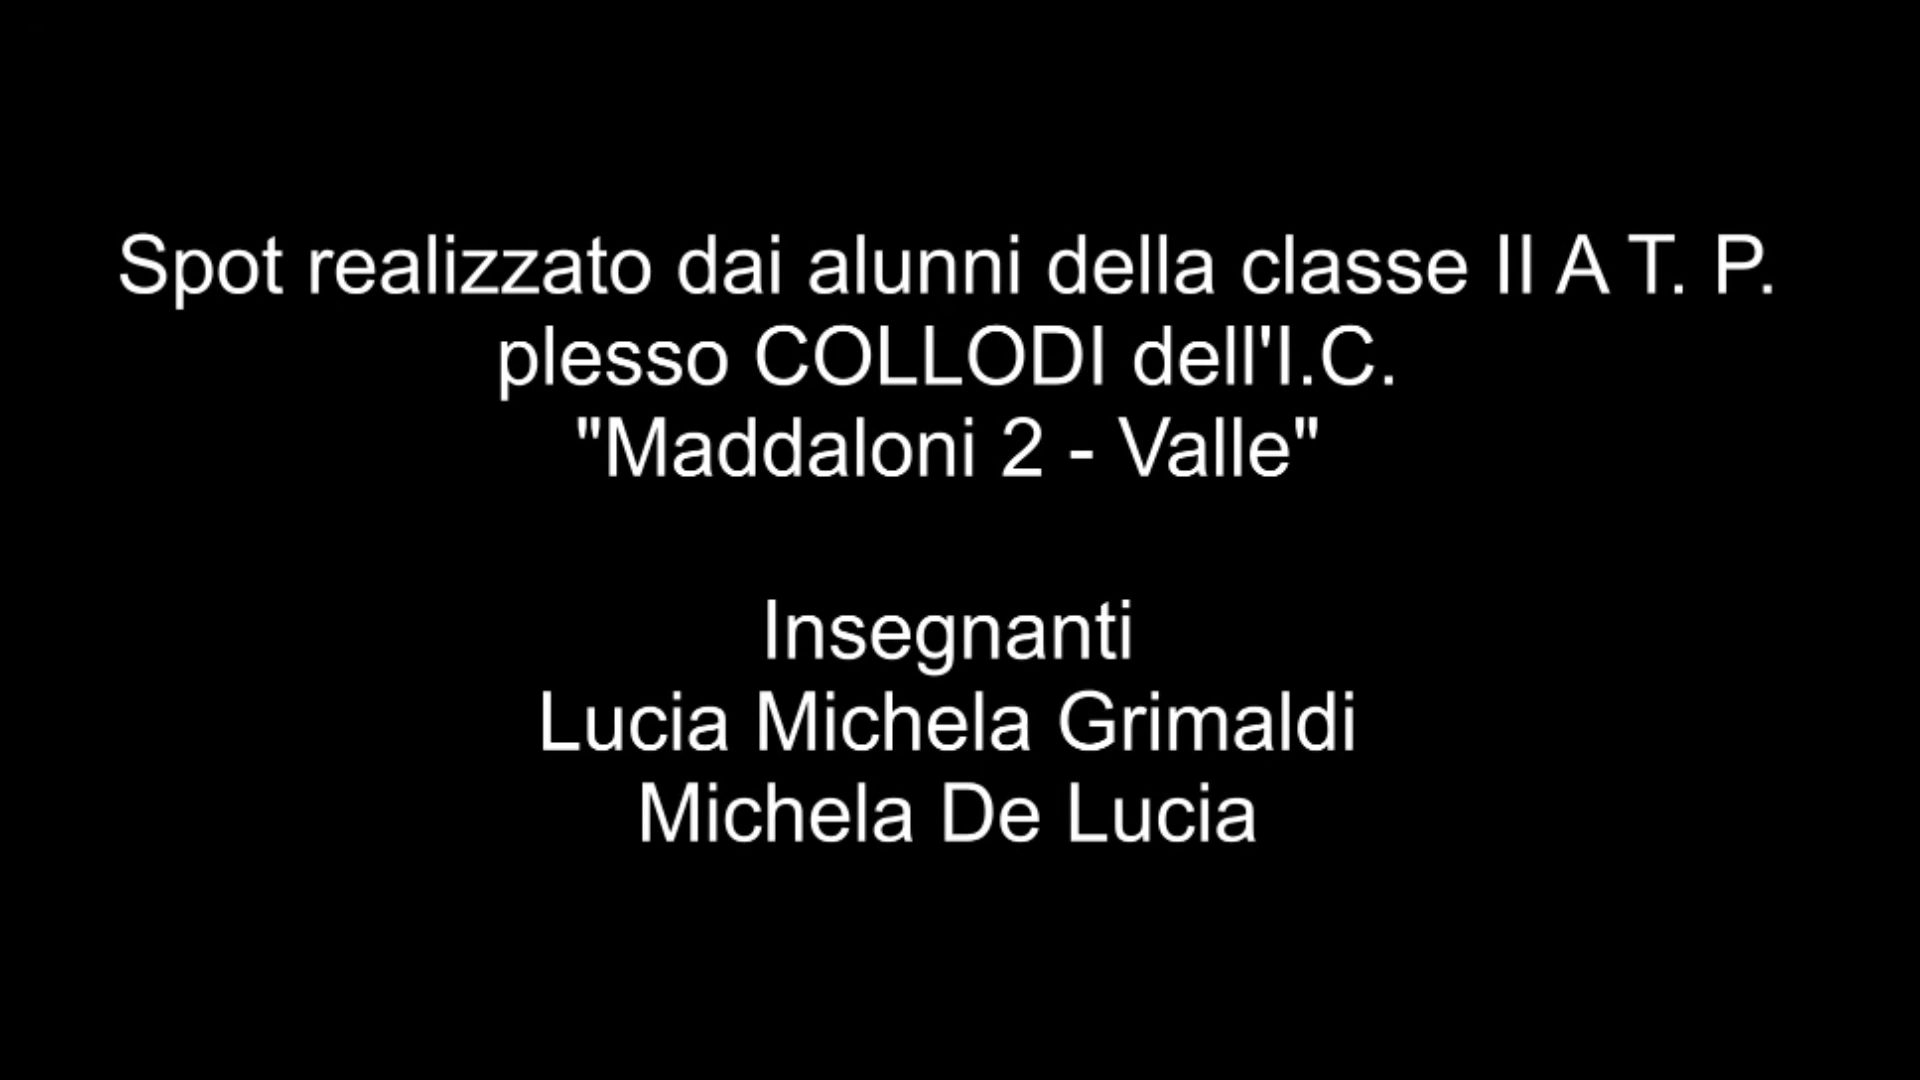 Spot realizzato dai alunni della classe II A T. P.
plesso COLLODI dell'I.C.
"Maddaloni 2 - Valle"
Insegnanti
Lucia Michela Grimaldi
Michela De Lucia